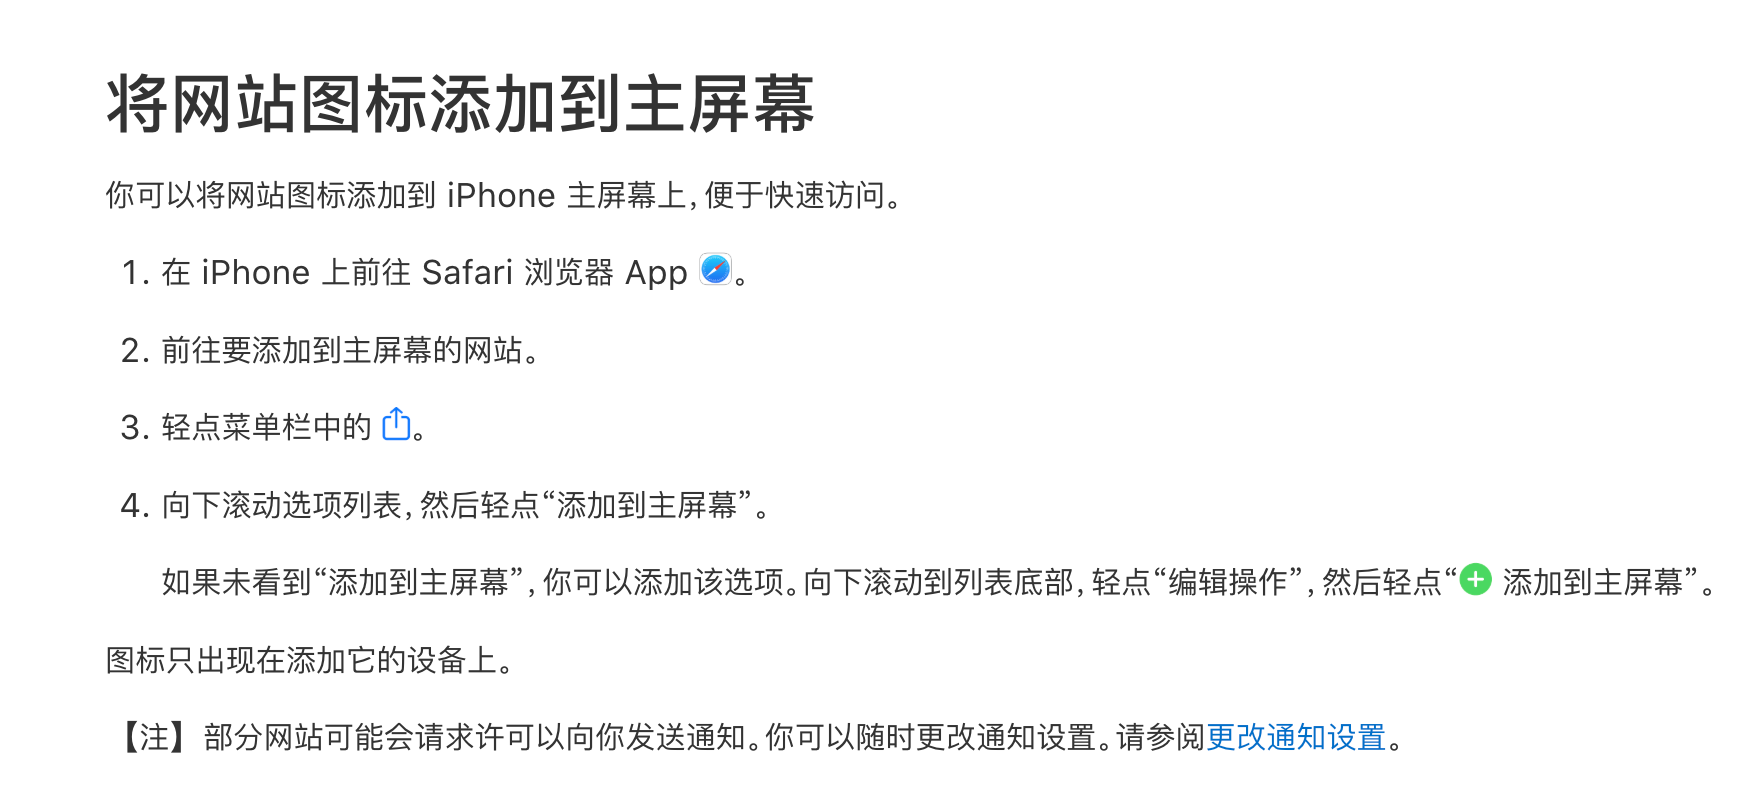 将网站图标添加到主屏幕
你可以将网站图标添加到 iPhone 主屏幕上，便于快速访问。
1. 在 iPhone 上前往 Safari 浏览器 App 。
2. 前往要添加到主屏幕的网站。
3. 轻点菜单栏中的 。
4. 向下滚动选项列表，然后轻点“添加到主屏幕”。
如果未看到“添加到主屏幕”，你可以添加该选项。向下滚动到列表底部，轻点“编辑操作”，然后轻点“ 添加到主屏幕”。
图标只出现在添加它的设备上。
【注】部分网站可能会请求许可以向你发送通知。你可以随时更改通知设置。请参阅更改通知设置。